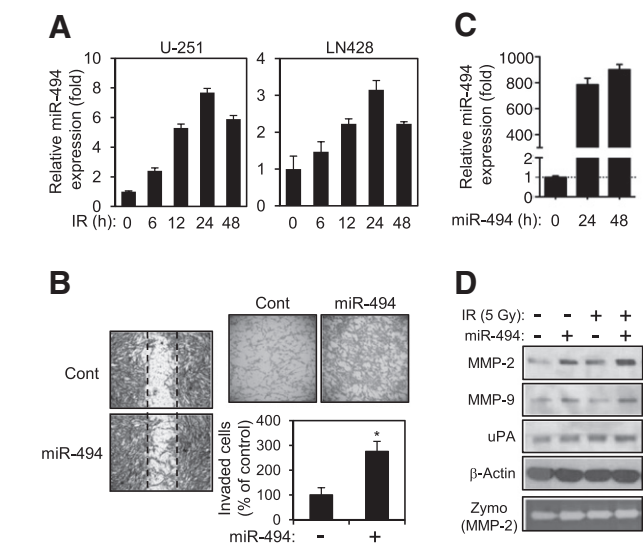 A
U-251
LN428
Relative miR-494
expression (fold)
10
8
6
4
2
0
4
3
2
1
0
IR (h): 0 6 12 24 48 0 6 12 24 48
C
Relative miR-494
expression (fold)
1000
800
600
400
2
1
0
miR-494 (h): 0 24 48
B
Cont
miR-494
Cont miR-494
Invaded cells
(% of control)
400
300
200
100
0
*
miR-494: - +
D
IR (5 Gy): - - + +
miR-494: - + - +
MMP-2
MMP-9
uPA
β-Actin
Zymo
(MMP-2)